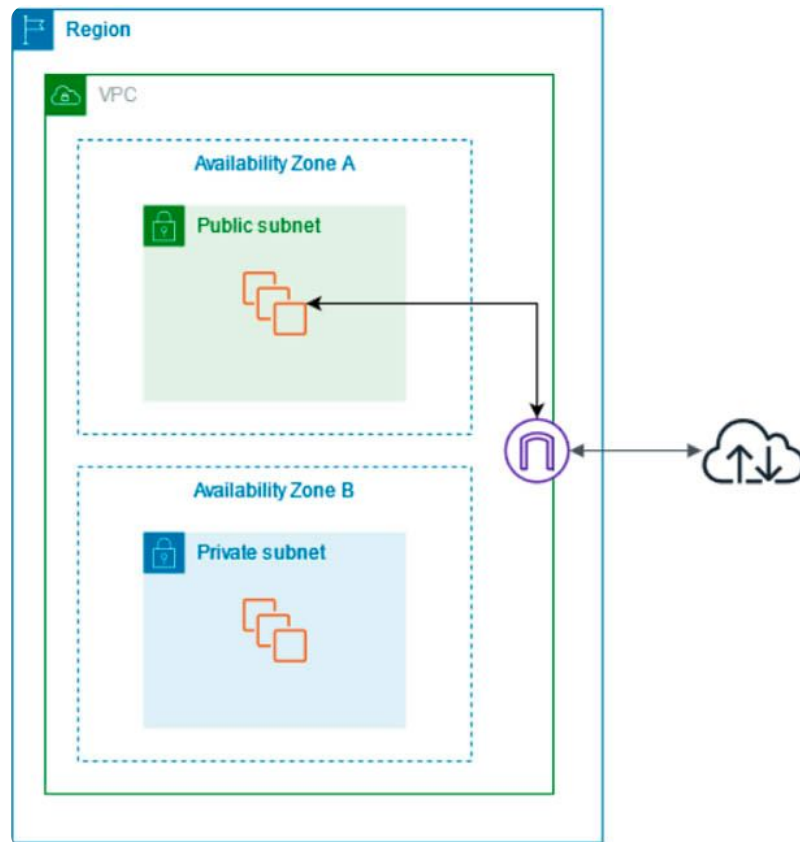 Region
VPC
Availability Zone A
Public subnet
Availability Zone B
Private subnet